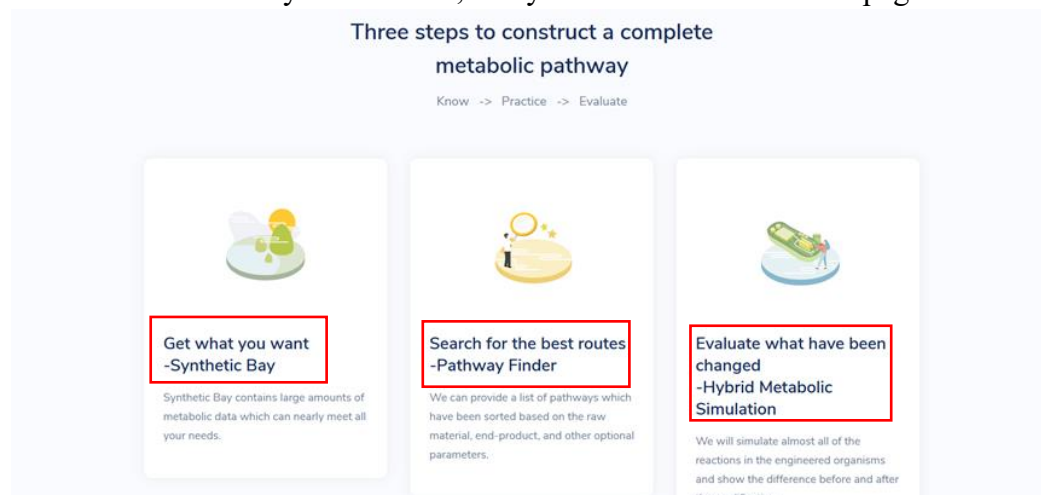 Three steps to construct a complete
metabolic pathway
Know -> Practice -> Evaluate
Get what you want
-Synthetic Bay
Synthetic Bay contains large amounts of
metabolic data which can nearly meet all
your needs.
Search for the best routes
-Pathway Finder
We can provide a list of pathways which
have been sorted based on the raw
material, end-product, and other optional
parameters.
Evaluate what have been
changed
-Hybrid Metabolic
Simulation
We will simulate almost all of the
reactions in the engineered organisms
and show the difference before and after